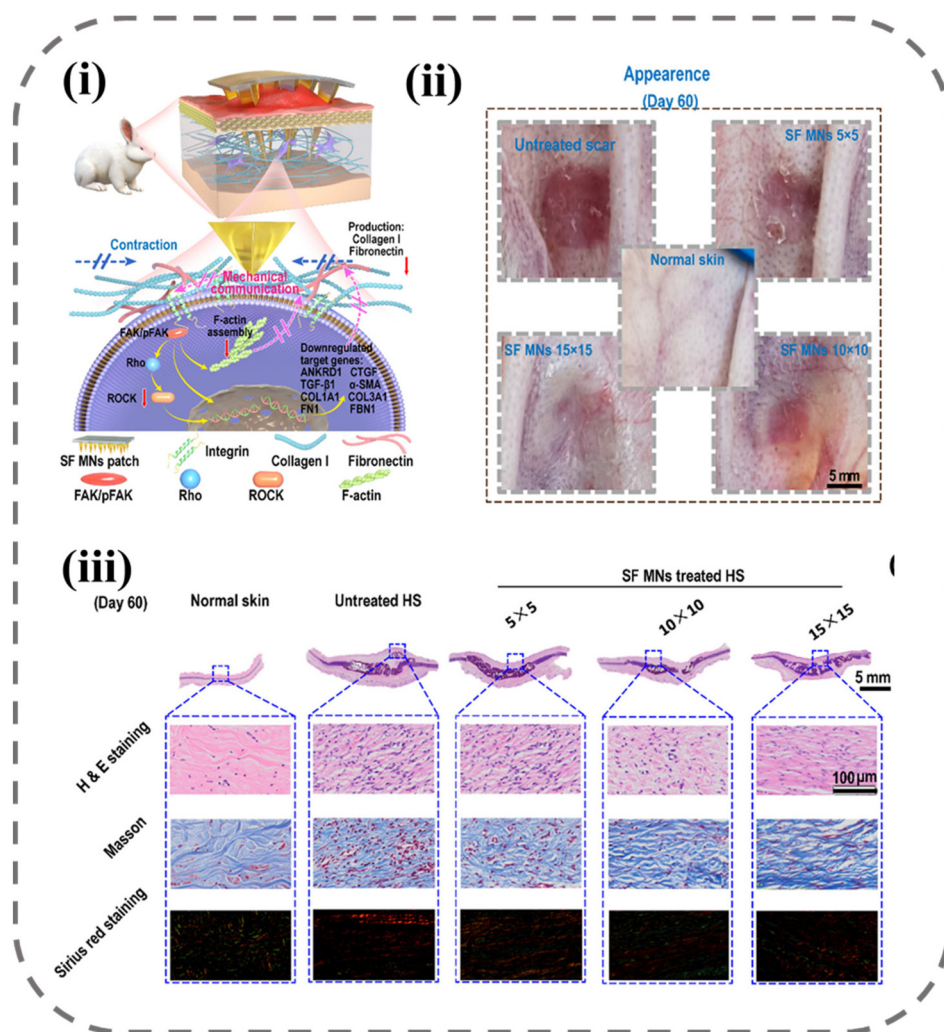 (i)
Contraction
Production:
Collagen I
Fibronectin
Mechanical
communication
FAK/pFAK
F-actin
assembly
Rho
ROCK
Downregulated
target genes:
ANKRD1 CTGF
TGF-β1 α-SMA
COL1A1 COL3A1
FN1 FBN1
SF MNs patch
Integrin
Collagen I
Fibronectin
FAK/pFAK
Rho
ROCK
F-actin
(ii)
Appearence
(Day 60)
Untreated scar
SF MNs 5×5
Normal skin
SF MNs 15×15
SF MNs 10×10
5 mm
(iii)
(Day 60)
Normal skin
Untreated HS
SF MNs treated HS
5×5
10×10
15×15
5 mm
H & E staining
100 μm
Masson
Sirius red staining